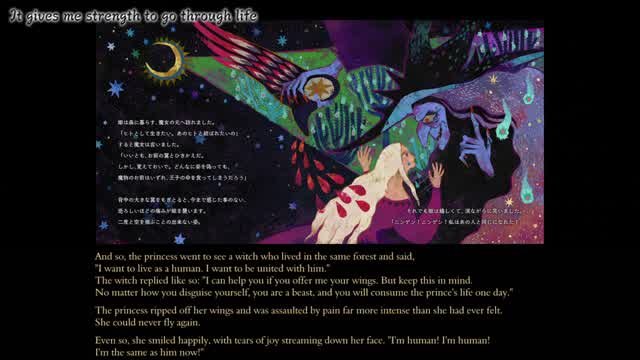 It gives me strength to go through life
姫は森に暮らす、魔女の元へ訪れました。
「ヒトとして生きたい。あのヒトと結ばれたいの」
すると魔女は言いました。
「いいとも、お前の翼とひきかえだ。
しかし、覚えておいで。どんなに姿を偽っても、
魔物のお前はいずれ、王子の命を食ってしまうだろう」
背中の大きな翼をもぎとると、今まで感じた事のない、
恐ろしいほどの痛みが姫を襲います。
二度と空を飛ぶことの出来ない姿。
それでも姫は嬉しくて、涙ながらに笑いました。
「ニンゲン!ニンゲン!私はあの人と同じになれた!」
And so, the princess went to see a witch who lived in the same forest and said,
"I want to live as a human. I want to be united with him."
The witch replied like so: "I can help you if you offer me your wings. But keep this in mind.
No matter how you disguise yourself, you are a beast, and you will consume the prince's life one day."
The princess ripped off her wings and was assaulted by pain far more intense than she had ever felt.
She could never fly again.
Even so, she smiled happily, with tears of joy streaming down her face. "I'm human! I'm human!
I'm the same as him now!"